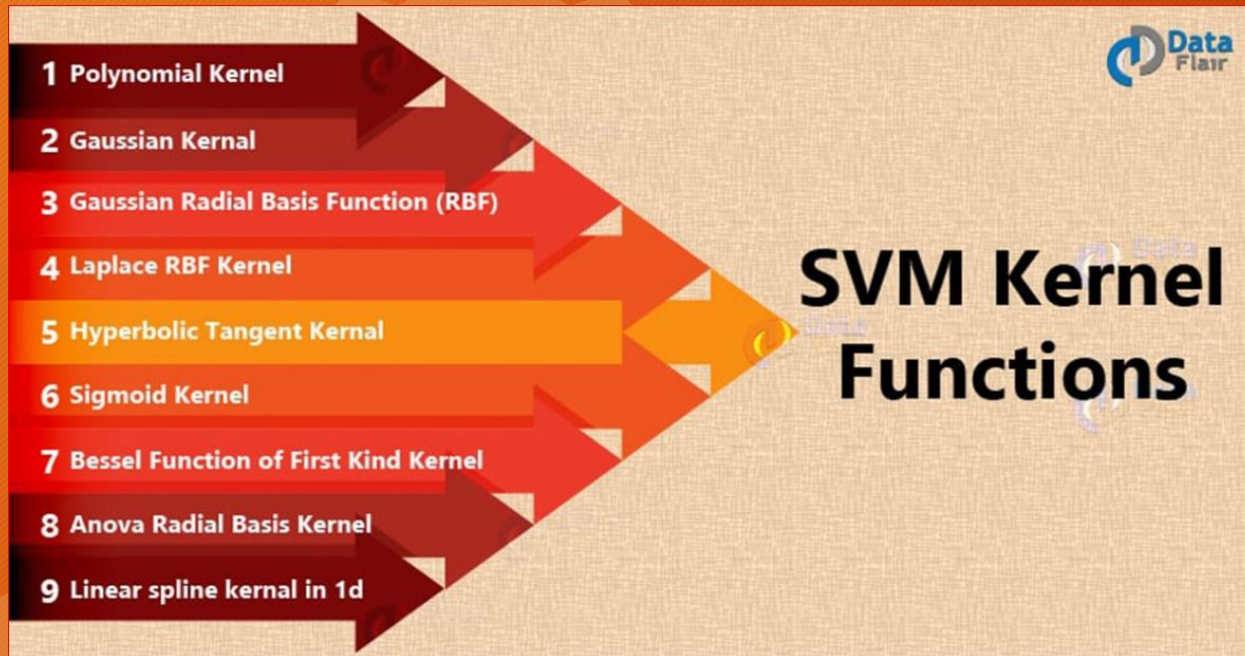 1 Polynomial Kernel
2 Gaussian Kernal
3 Gaussian Radial Basis Function (RBF)
4 Laplace RBF Kernel
5 Hyperbolic Tangent Kernal
6 Sigmoid Kernel
7 Bessel Function of First Kind Kernel
8 Anova Radial Basis Kernel
9 Linear spline kernal in 1d
Data
Flair
SVM Kernel
Functions
Data
Data